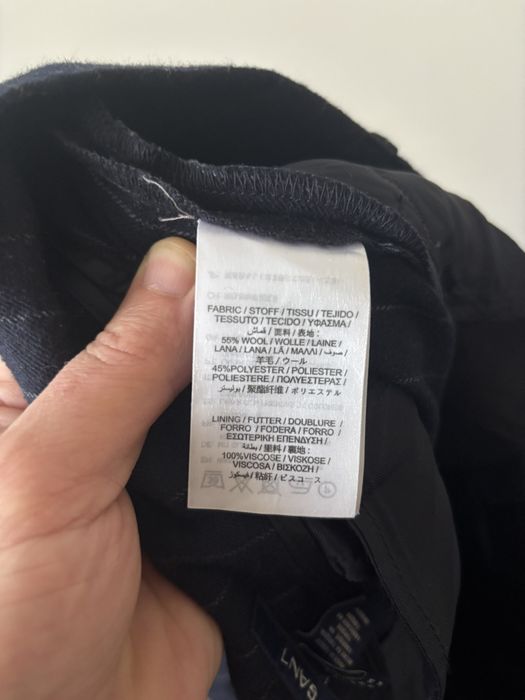 FABRIC / STOFF / TISSU / TEJIDO /
TESSUTO / TECIDO / ΥΦΑΣΜΑ /
قماش / 面料 / 表地 :
55% WOOL / WOLLE / LAINE /
LANA / LANA / LÃ / ΜΑΛΛΙ / صوف /
羊毛 / ウール
45%POLYESTER / POLIESTER /
POLIESTERE / ΠΟΛΥΕΣΤΕΡΑΣ /
بوليستر / 聚酯纤维 / ポリエステル
LINING / FUTTER / DOUBLURE /
FORRO / FODERA / FORRO /
ΕΣΩΤΕΡΙΚΗ ΕΠΕΝΔΥΣΗ /
بطانة / 里料 / 裏地 :
100%VISCOSE / VISKOSE /
VISCOSA / ΒΙΣΚΟΖΗ /
فيسكوز / 粘纤 / ビスコース
GANT